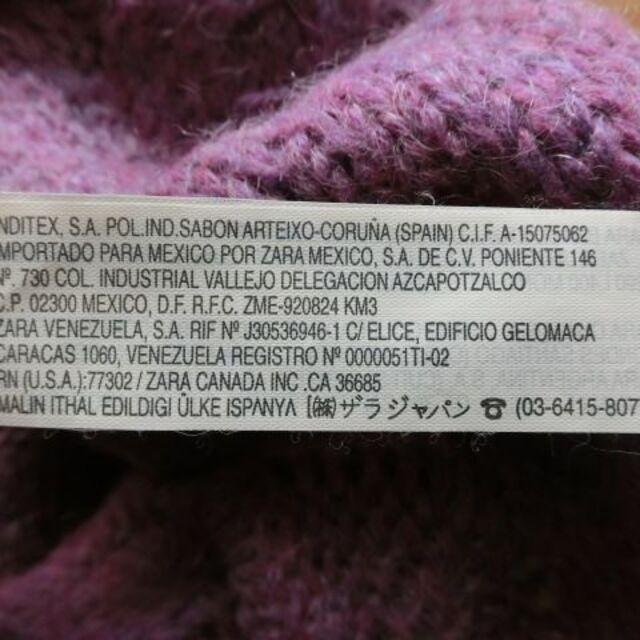 NDITEX, S.A. POL.IND.SABON ARTEIXO-CORUÑA (SPAIN) C.I.F. A-15075062
IMPORTADO PARA MEXICO POR ZARA MEXICO, S.A. DE C.V. PONIENTE 146
Nº. 730 COL. INDUSTRIAL VALLEJO DELEGACION AZCAPOTZALCO
C.P. 02300 MEXICO, D.F. R.F.C. ZME-920824 KM3
ZARA VENEZUELA, S.A. RIF Nº J30536946-1 C/ ELICE, EDIFICIO GELOMACA
CARACAS 1060, VENEZUELA REGISTRO Nº 0000051TI-02
RN (U.S.A.):77302 / ZARA CANADA INC .CA 36685
MALIN ITHAL EDILDIGI ÜLKE ISPANYA [㈱ザラジャパン ☎ (03-6415-807